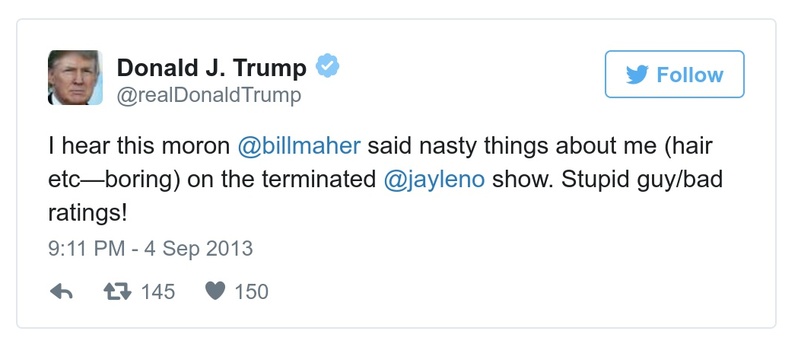 Donald J. Trump
@realDonaldTrump
Follow
I hear this moron @billmaher said nasty things about me (hair
etc—boring) on the terminated @jayleno show. Stupid guy/bad
ratings!
9:11 PM - 4 Sep 2013
145 150